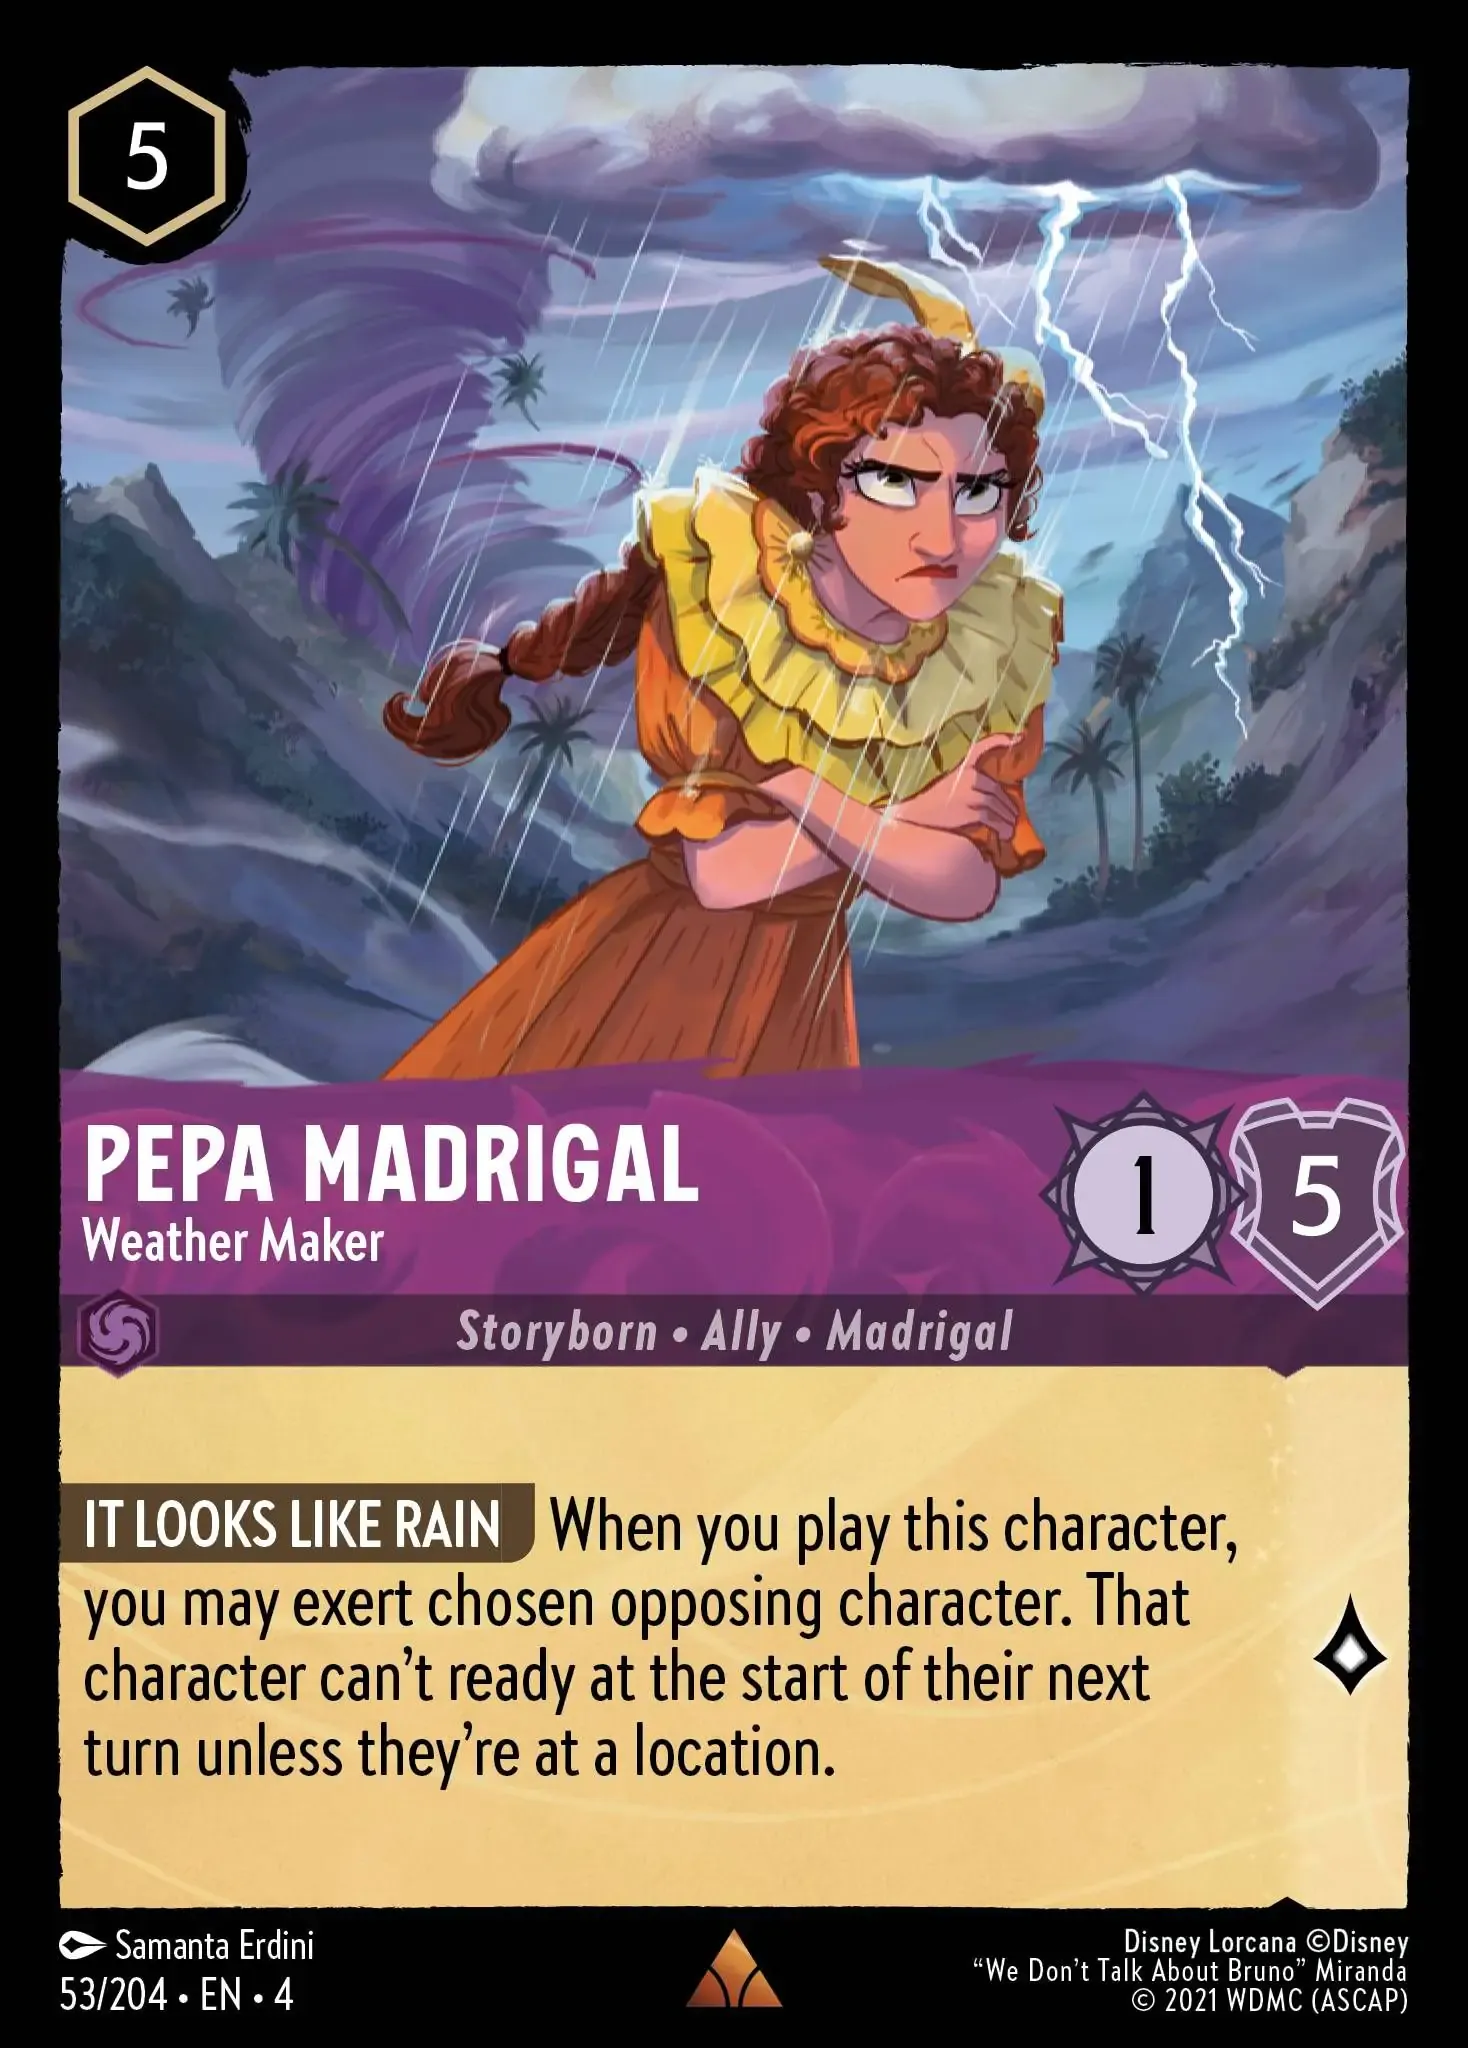 5
PEPA MADRIGAL
Weather Maker
1
5
Storyborn • Ally • Madrigal
IT LOOKS LIKE RAIN When you play this character,
you may exert chosen opposing character. That
character can’t ready at the start of their next
turn unless they’re at a location.
Samanta Erdini
53/204 • EN • 4
Disney Lorcana ©Disney
“We Don’t Talk About Bruno” Miranda
© 2021 WDMC (ASCAP)